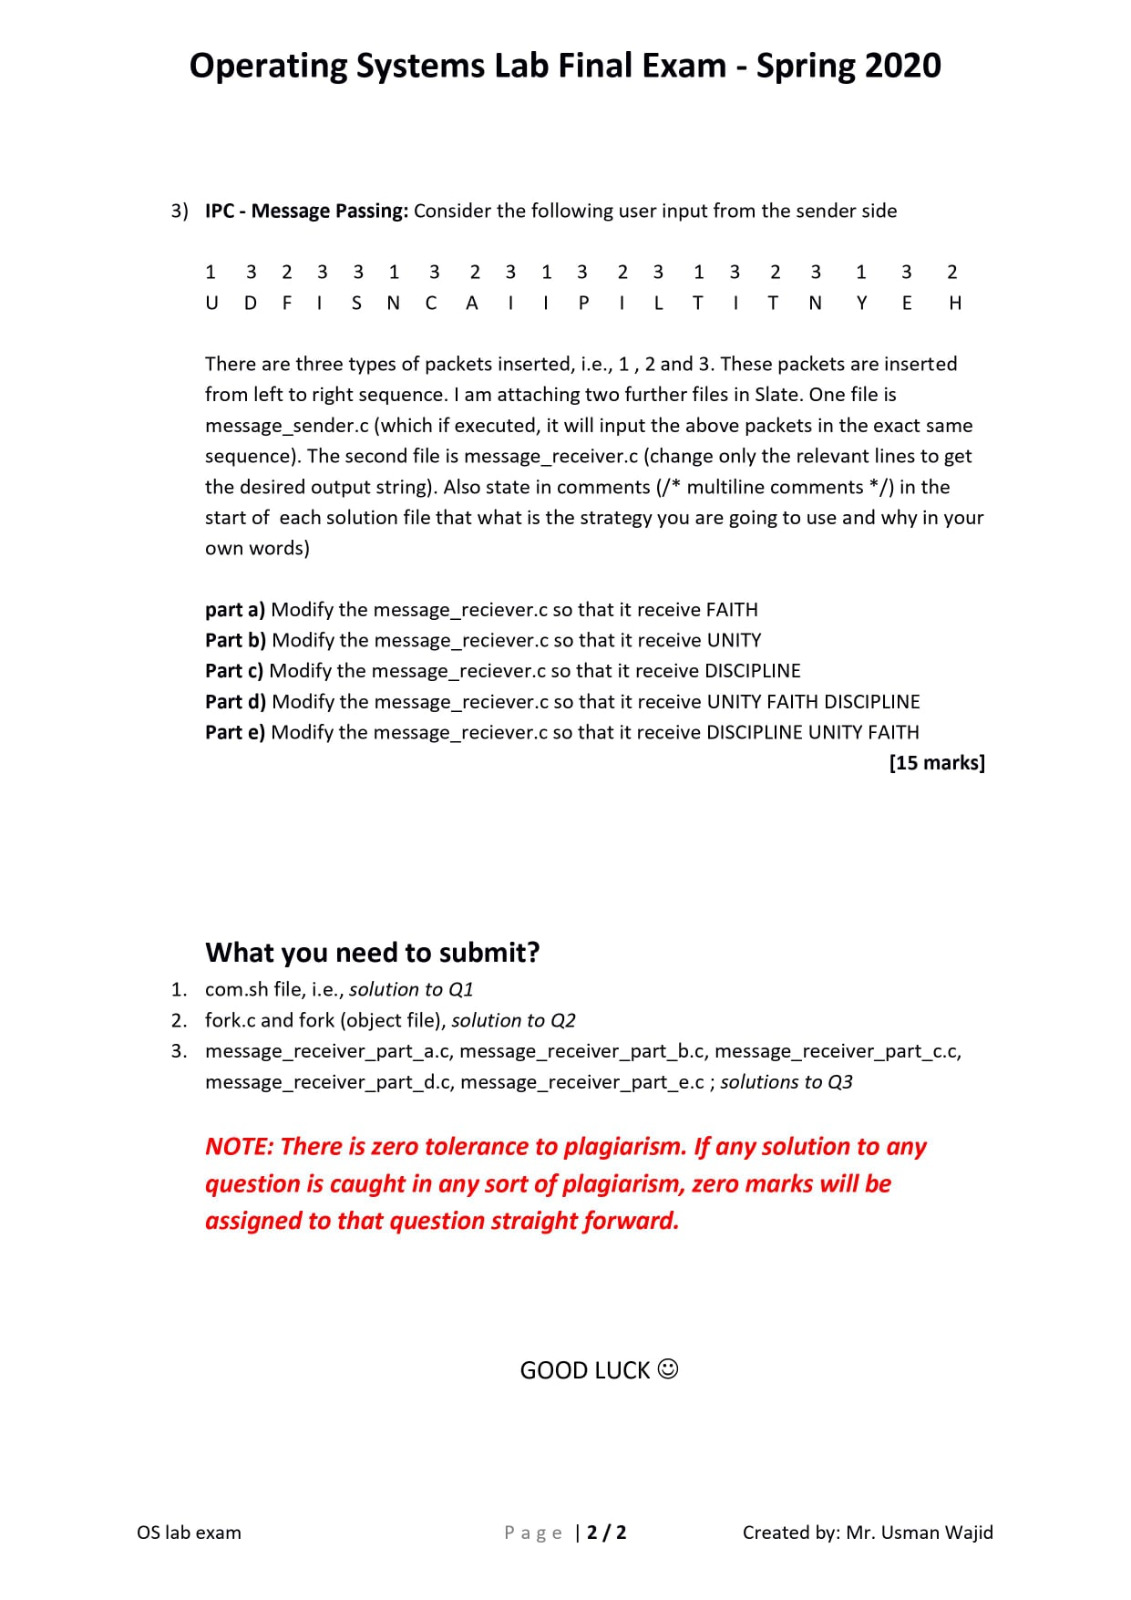 Operating Systems Lab Final Exam - Spring 2020
3) IPC - Message Passing: Consider the following user input from the sender side
1 3 2 3 3 1 3 2 3 1 3 2 3 1 3 2 3 1 3 2
U D F I S N C A I I P I L T I T N Y E H
There are three types of packets inserted, i.e., 1 , 2 and 3. These packets are inserted
from left to right sequence. I am attaching two further files in Slate. One file is
message_sender.c (which if executed, it will input the above packets in the exact same
sequence). The second file is message_receiver.c (change only the relevant lines to get
the desired output string). Also state in comments (/* multiline comments */) in the
start of each solution file that what is the strategy you are going to use and why in your
own words)
part a) Modify the message_reciever.c so that it receive FAITH
Part b) Modify the message_reciever.c so that it receive UNITY
Part c) Modify the message_reciever.c so that it receive DISCIPLINE
Part d) Modify the message_reciever.c so that it receive UNITY FAITH DISCIPLINE
Part e) Modify the message_reciever.c so that it receive DISCIPLINE UNITY FAITH
[15 marks]
What you need to submit?
1. com.sh file, i.e., solution to Q1
2. fork.c and fork (object file), solution to Q2
3. message_receiver_part_a.c, message_receiver_part_b.c, message_receiver_part_c.c,
message_receiver_part_d.c, message_receiver_part_e.c ; solutions to Q3
NOTE: There is zero tolerance to plagiarism. If any solution to any
question is caught in any sort of plagiarism, zero marks will be
assigned to that question straight forward.
GOOD LUCK ☺
OS lab exam Page | 2 / 2 Created by: Mr. Usman Wajid